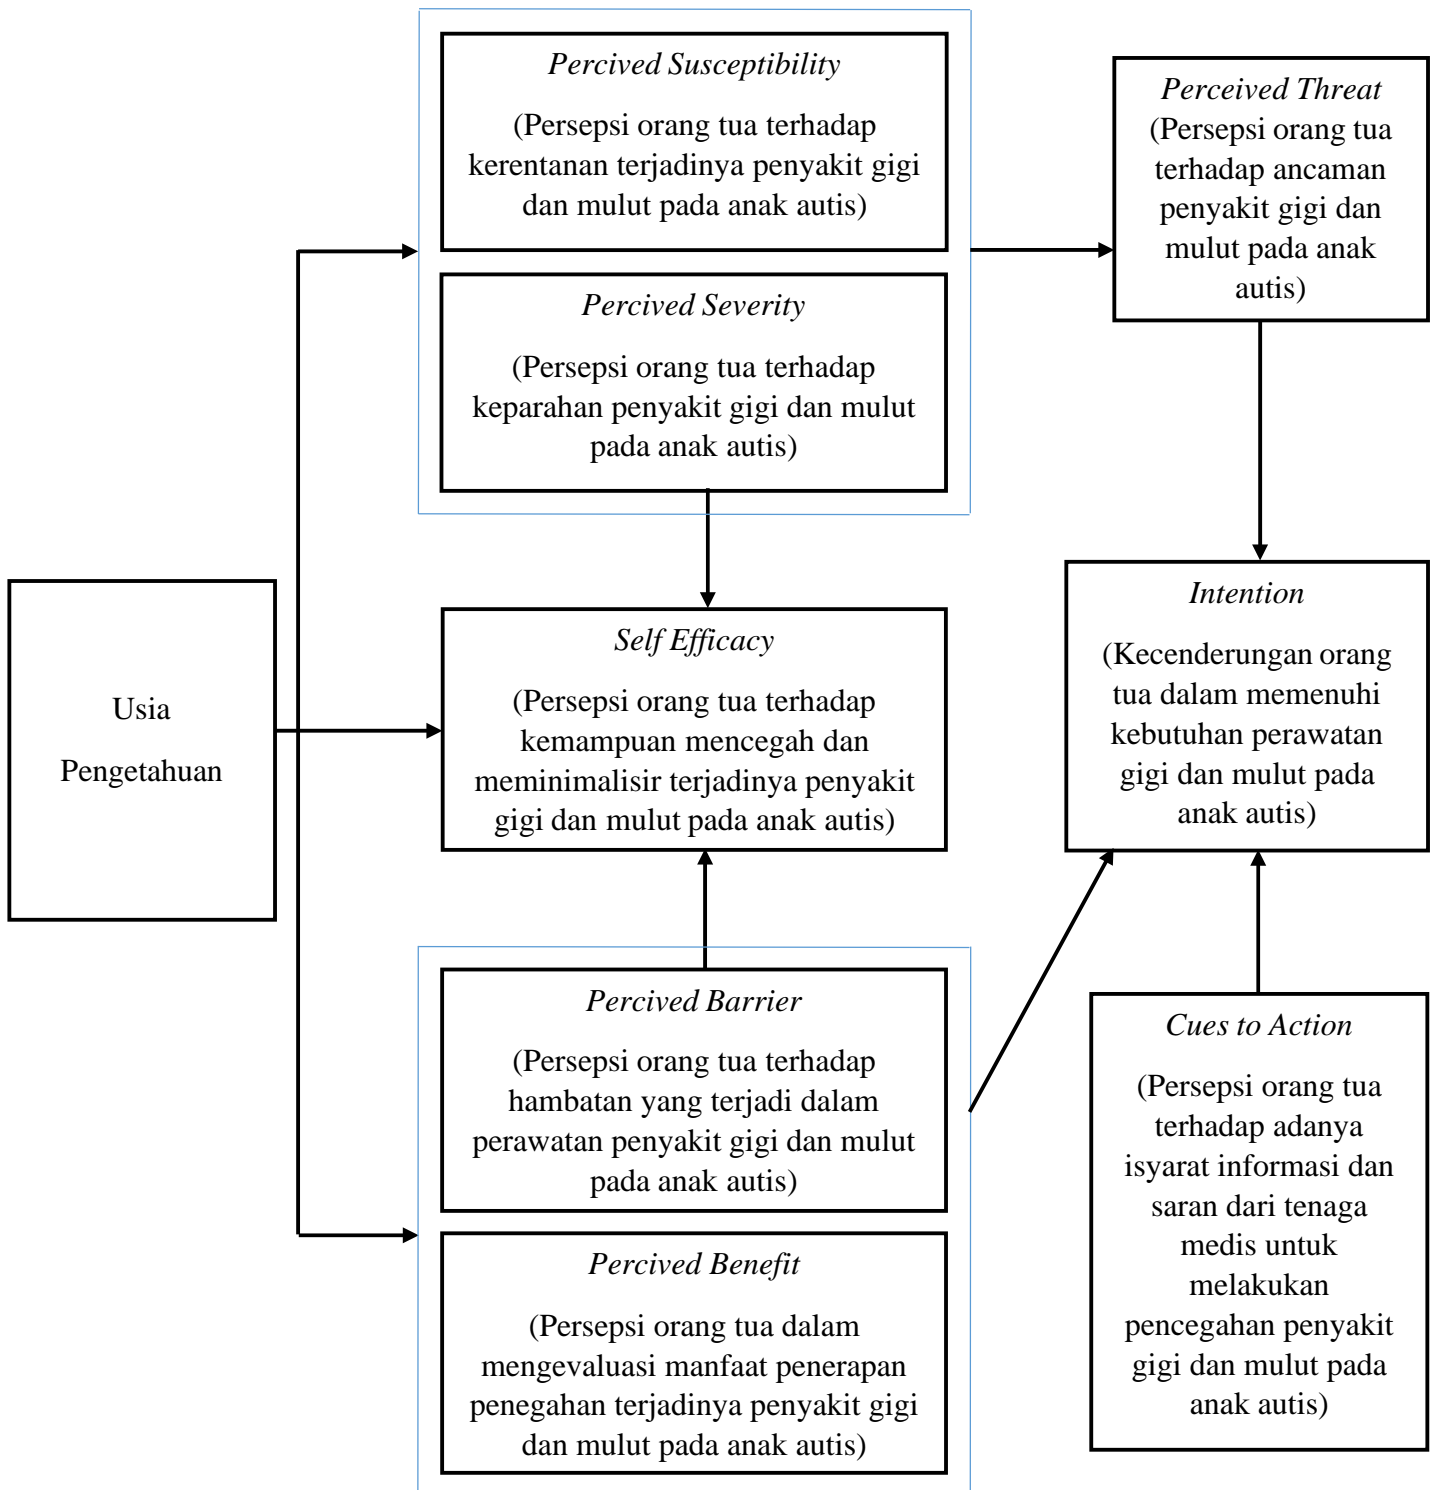 Percived Susceptibility
(Persepsi orang tua terhadap
kerentanan terjadinya penyakit gigi
dan mulut pada anak autis)
Percived Severity
(Persepsi orang tua terhadap
keparahan penyakit gigi dan mulut
pada anak autis)
Perceived Threat
(Persepsi orang tua
terhadap ancaman
penyakit gigi dan
mulut pada anak
autis)
Usia
Pengetahuan
Self Efficacy
(Persepsi orang tua terhadap
kemampuan mencegah dan
meminimalisir terjadinya penyakit
gigi dan mulut pada anak autis)
Intention
(Kecenderungan orang
tua dalam memenuhi
kebutuhan perawatan
gigi dan mulut pada
anak autis)
Percived Barrier
(Persepsi orang tua terhadap
hambatan yang terjadi dalam
perawatan penyakit gigi dan mulut
pada anak autis)
Percived Benefit
(Persepsi orang tua dalam
mengevaluasi manfaat penerapan
penegahan terjadinya penyakit gigi
dan mulut pada anak autis)
Cues to Action
(Persepsi orang tua
terhadap adanya
isyarat informasi dan
saran dari tenaga
medis untuk
melakukan
pencegahan penyakit
gigi dan mulut pada
anak autis)